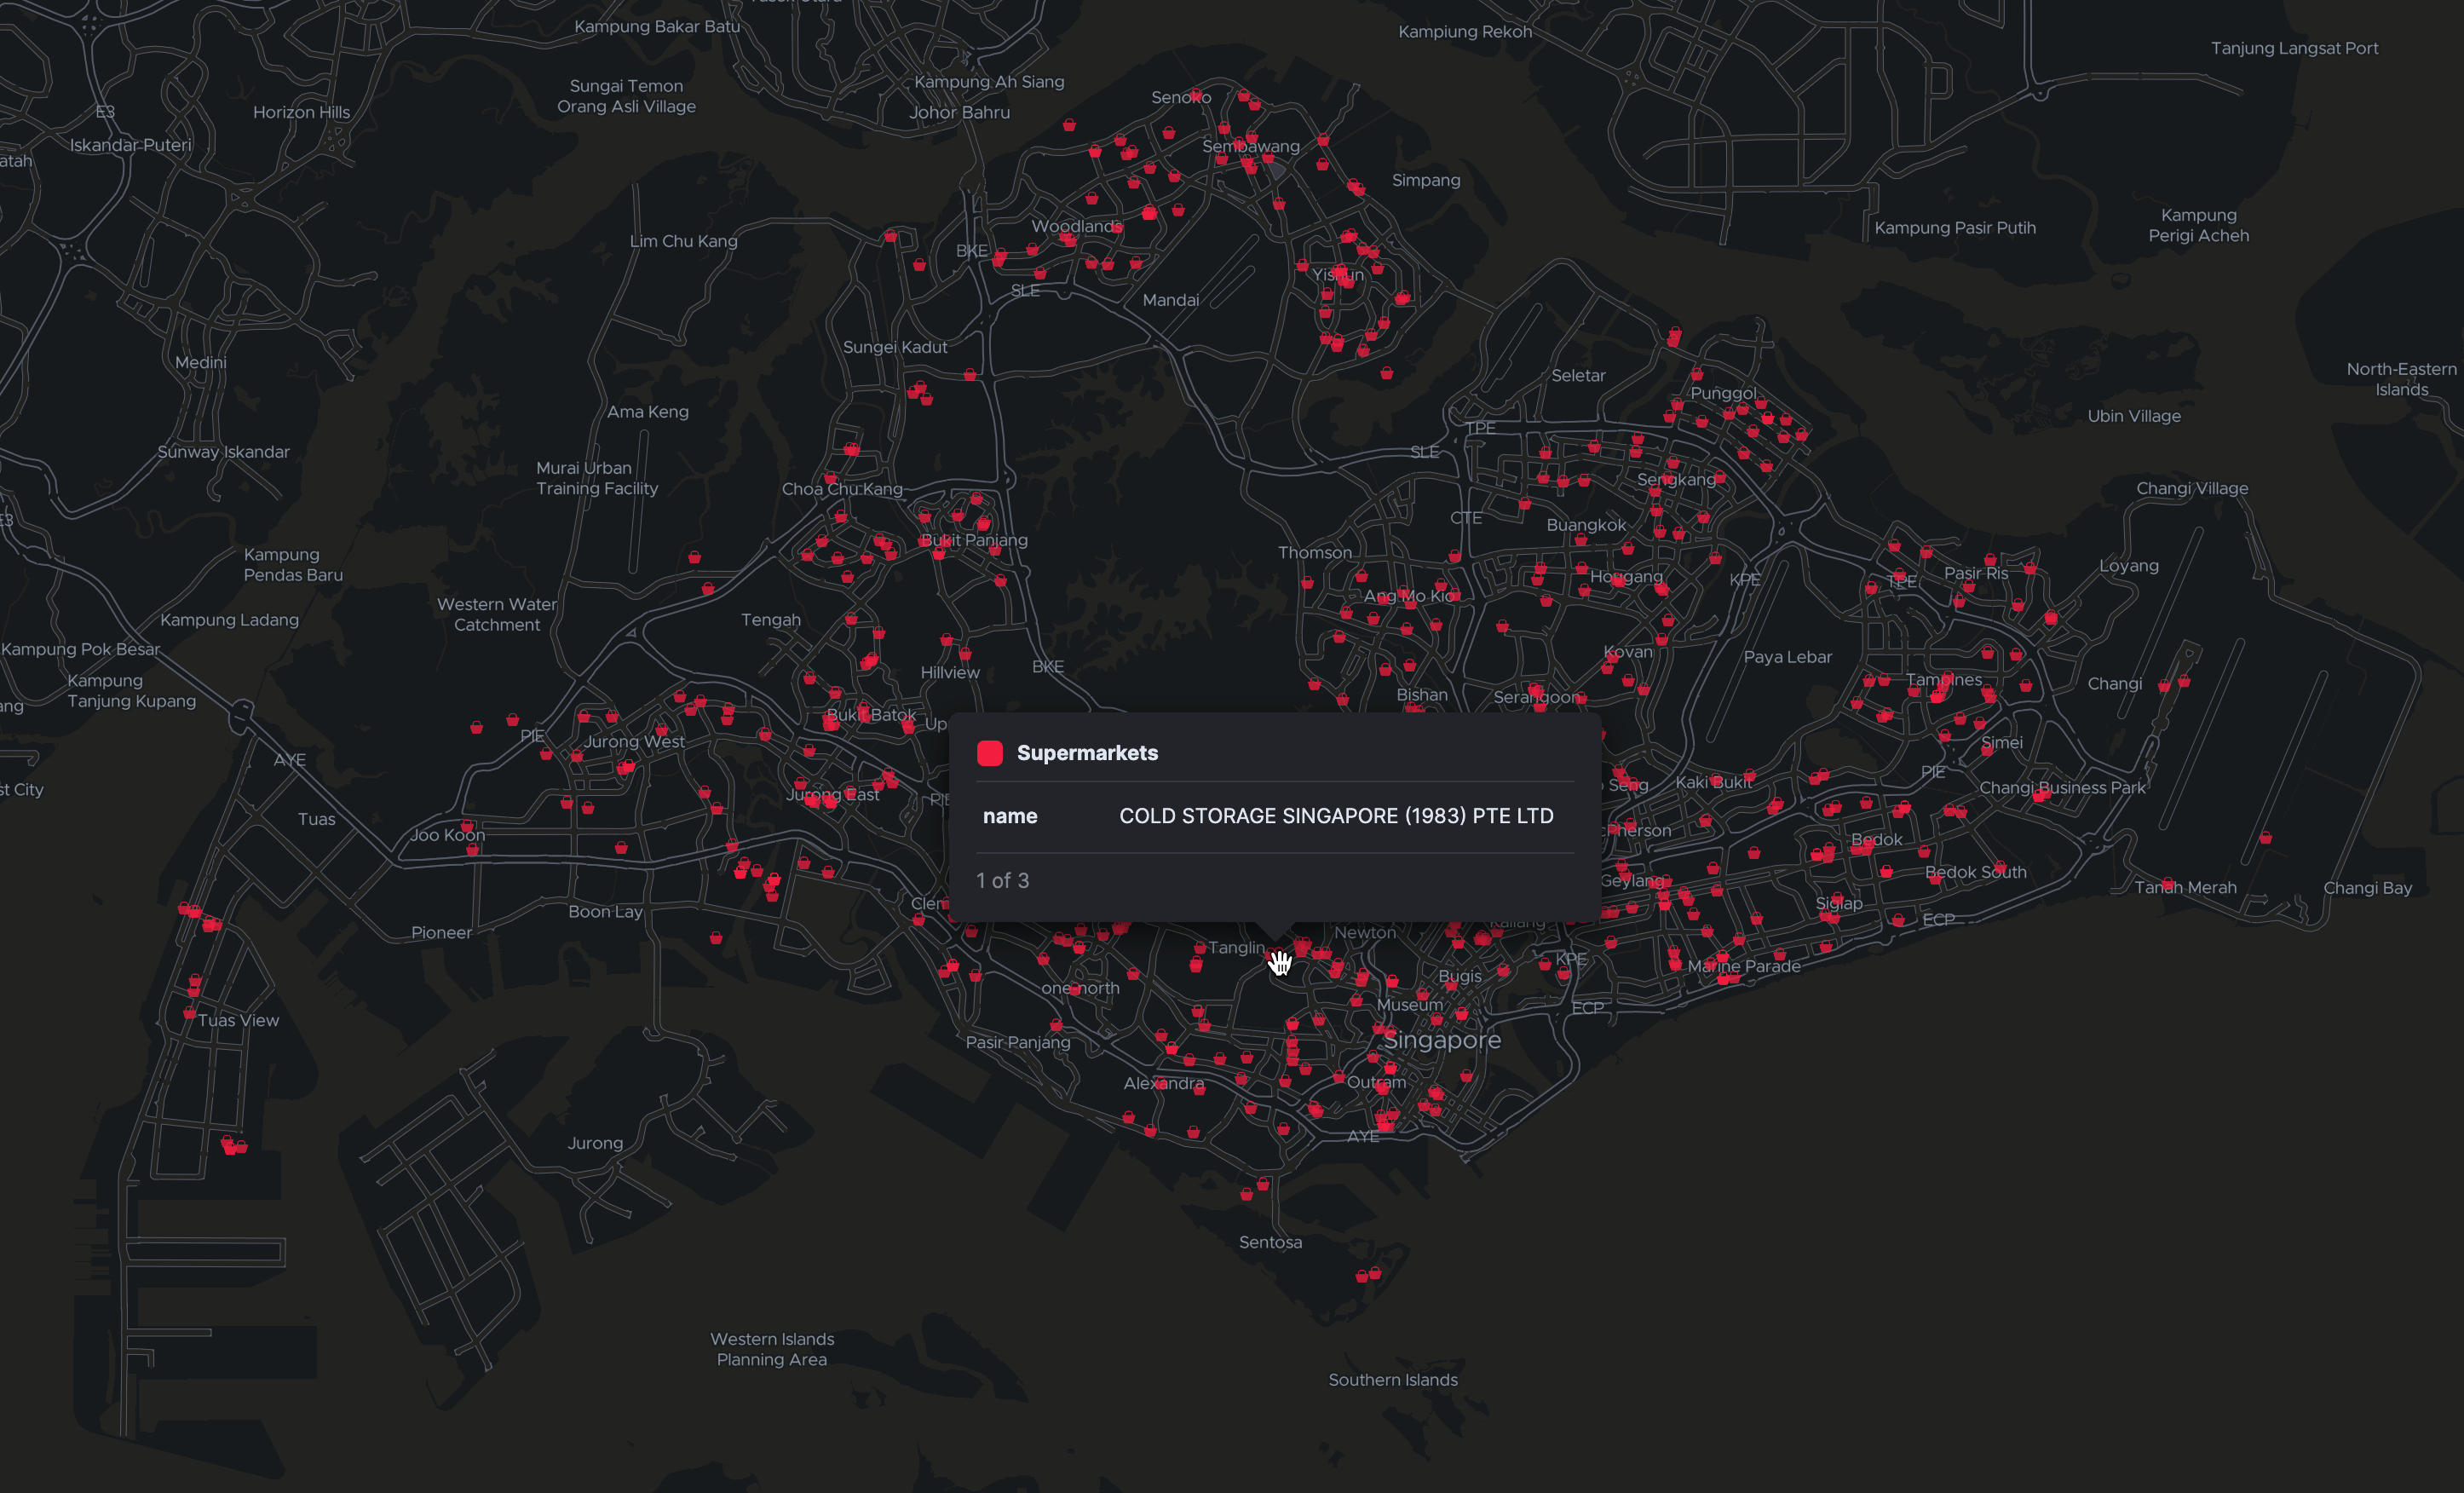 Kampung Bakar Batu
Kampiung Rekoh
Tanjung Langsat Port
Sungai Temon
Orang Asli Village
Kampung Ah Siang
Senoko
E3
Horizon Hills
Johor Bahru
Iskandar Puteri
Sembawang
atah
Simpang
Kampung
Perigi Acheh
Woodlands
Kampung Pasir Putih
Lim Chu Kang
BKE
Yishun
SLE
Mandai
Sungei Kadut
Medini
Seletar
North-Eastern
Islands
Punggol
Ama Keng
Ubin Village
TPE
Sunway Iskandar
SLE
Murai Urban
Training Facility
Choa Chu Kang
Sengkang
Changi Village
E3
CTE
Buangkok
Bukit Panjang
Thomson
Kampung
Pendas Baru
Hougang
KPE
TPE
Pasir Ris
Loyang
Ang Mo Kio
Western Water
Catchment
Kampung Ladang
Tengah
Kampung Pok Besar
Kovan
Paya Lebar
BKE
Hillview
Kampung
Tanjung Kupang
Tampines
Changi
Bishan
Serangoon
ang
Bukit Batok
Up
PIE
Jurong West
Simei
Supermarkets
AYE
PIE
Kaki Bukit
Seng
st City
Jurong East
Changi Business Park
name
COLD STORAGE SINGAPORE (1983) PTE LTD
Tuas
Joo Koon
Pherson
Bedok
1 of 3
Geylang
Bedok South
Tanah Merah
Changi Bay
Clem
Boon Lay
Siglap
ECP
Kallang
Pioneer
Newton
Tanglin
KPE
Marine Parade
Bugis
one-north
Museum
ECP
Tuas View
Pasir Panjang
Singapore
Alexandra
Outram
AYE
Jurong
Sentosa
Western Islands
Planning Area
Southern Islands